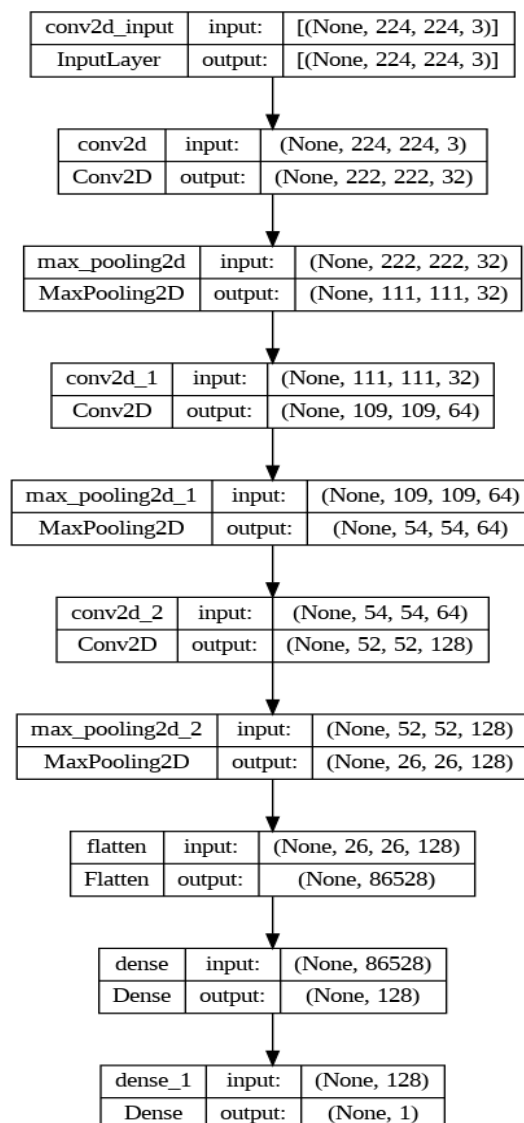 conv2d_input input: [(None, 224, 224, 3)]
InputLayer output: [(None, 224, 224, 3)]
conv2d input: (None, 224, 224, 3)
Conv2D output: (None, 222, 222, 32)
max_pooling2d input: (None, 222, 222, 32)
MaxPooling2D output: (None, 111, 111, 32)
conv2d_1 input: (None, 111, 111, 32)
Conv2D output: (None, 109, 109, 64)
max_pooling2d_1 input: (None, 109, 109, 64)
MaxPooling2D output: (None, 54, 54, 64)
conv2d_2 input: (None, 54, 54, 64)
Conv2D output: (None, 52, 52, 128)
max_pooling2d_2 input: (None, 52, 52, 128)
MaxPooling2D output: (None, 26, 26, 128)
flatten input: (None, 26, 26, 128)
Flatten output: (None, 86528)
dense input: (None, 86528)
Dense output: (None, 128)
dense_1 input: (None, 128)
Dense output: (None, 1)